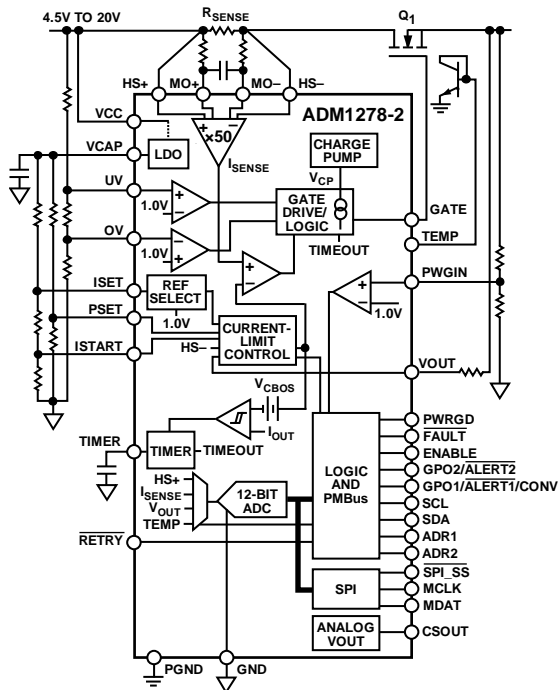 4.5V TO 20V
RSENSE
Q1
HS+
MO+
MO–
HS–
ADM1278-2
VCC
VCAP
LDO
+ –
×50
ISENSE
CHARGE
PUMP
VCP
GATE
DRIVE/
LOGIC
TIMEOUT
GATE
TEMP
UV
+
–
1.0V
OV
–
+
1.0V
+
–
PWGIN
+
–
1.0V
ISET
REF
SELECT
1.0V
PSET
ISTART
HS–
CURRENT-
LIMIT
CONTROL
VOUT
VCBOS
IOUT
TIMER
TIMER
TIMEOUT
HS+
ISENSE
VOUT
TEMP
12-BIT
ADC
RETRY
LOGIC
AND
PMBus
PWRGD
FAULT
ENABLE
GPO2/ALERT2
GPO1/ALERT1/CONV
SCL
SDA
ADR1
ADR2
SPI
SPI_SS
MCLK
MDAT
ANALOG
VOUT
CSOUT
PGND
GND